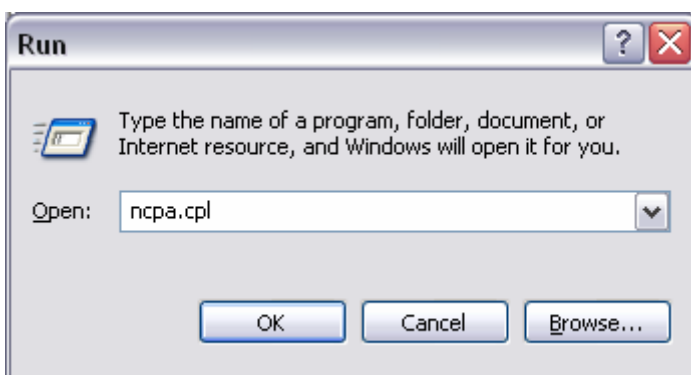 Run
Type the name of a program, folder, document, or
Internet resource, and Windows will open it for you.
Open:
ncpa.cpl
OK
Cancel
Browse...